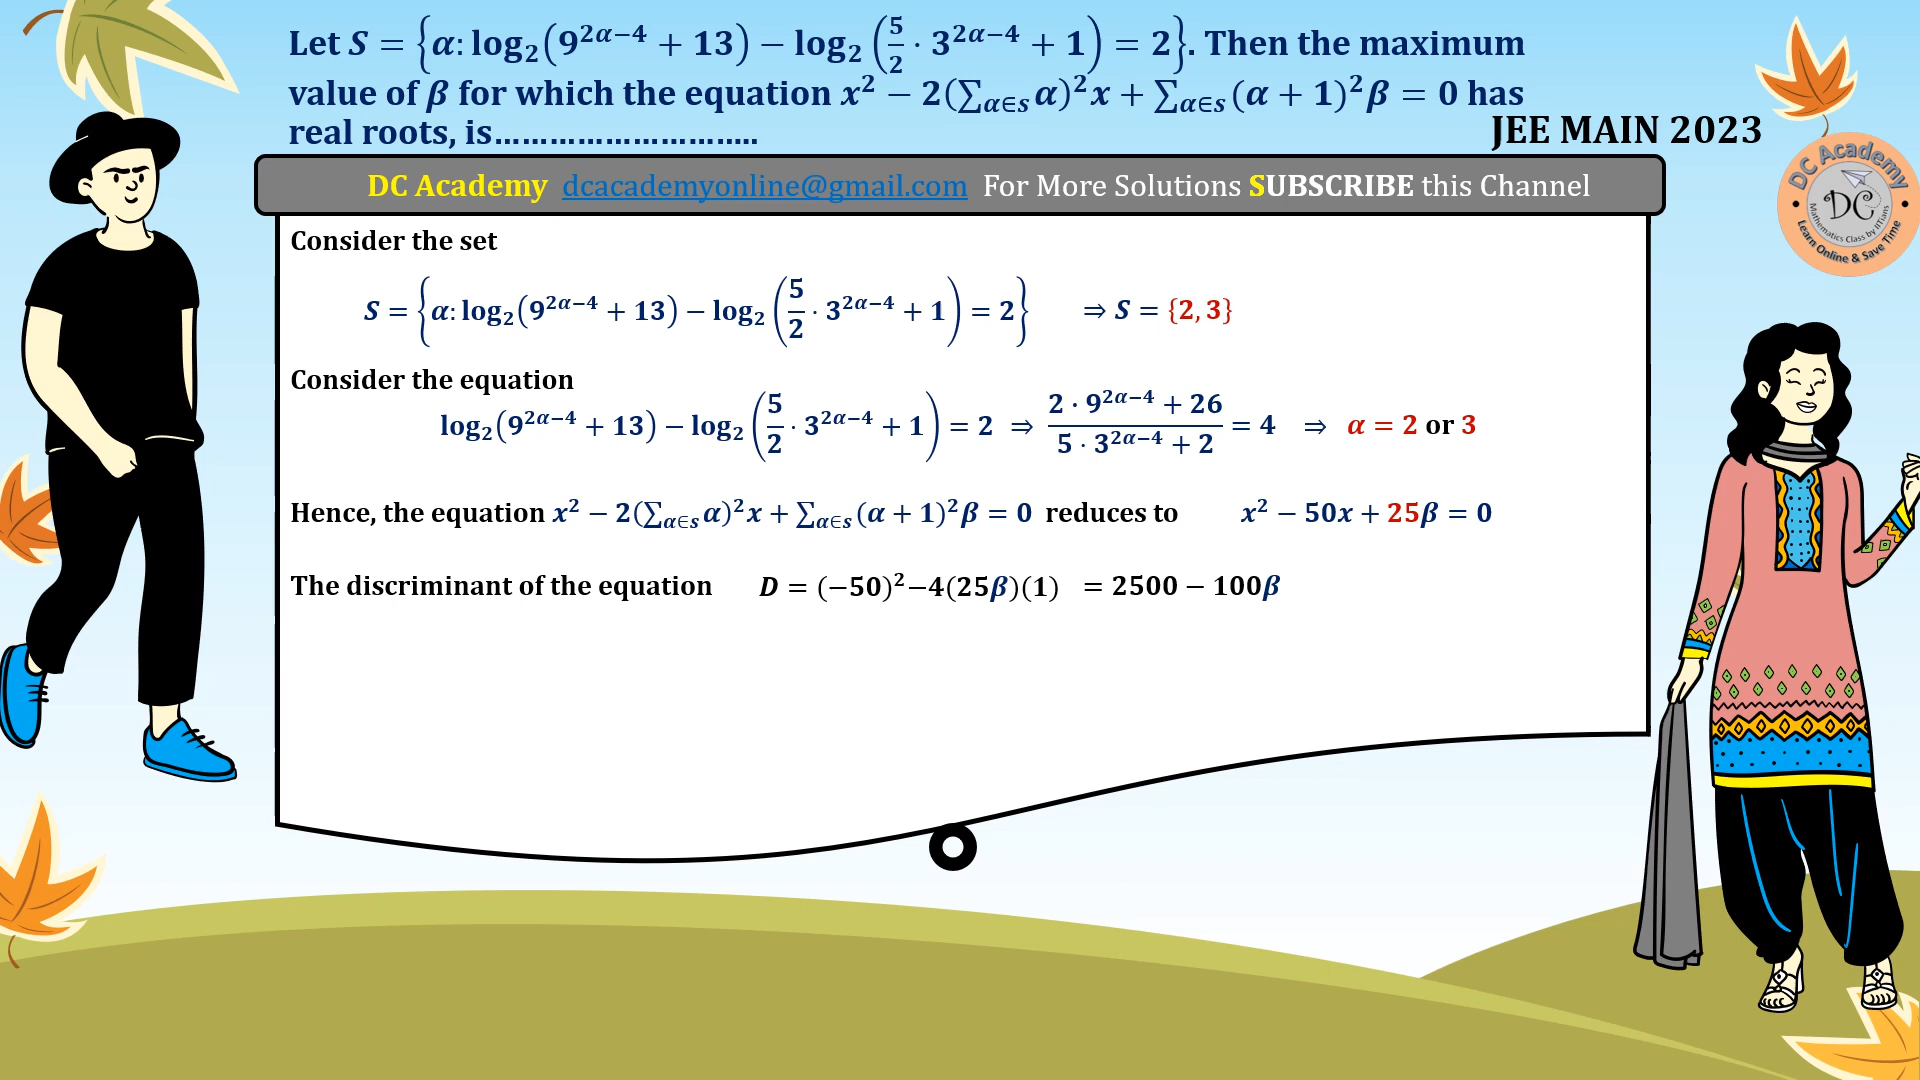 Let S = {α: log₂(9^{2α−4} + 13) − log₂(5/2 · 3^{2α−4} + 1) = 2}. Then the maximum
value of β for which the equation x² − 2(∑_{α∈s} α)²x + ∑_{α∈s} (α + 1)²β = 0 has
real roots, is...............................
JEE MAIN 2023
DC Academy dcacademyonline@gmail.com For More Solutions SUBSCRIBE this Channel
DC Academy
DC
Mathematics Class by IITians
Learn Online & Save Time
Consider the set
S = {α: log₂(9^{2α−4} + 13) − log₂(5/2 · 3^{2α−4} + 1) = 2} ⇒ S = {2, 3}
Consider the equation
log₂(9^{2α−4} + 13) − log₂(5/2 · 3^{2α−4} + 1) = 2 ⇒ (2 · 9^{2α−4} + 26)/(5 · 3^{2α−4} + 2) = 4 ⇒ α = 2 or 3
Hence, the equation x² − 2(∑_{α∈s} α)²x + ∑_{α∈s} (α + 1)²β = 0 reduces to x² − 50x + 25β = 0
The discriminant of the equation D = (−50)²−4(25β)(1) = 2500 − 100β